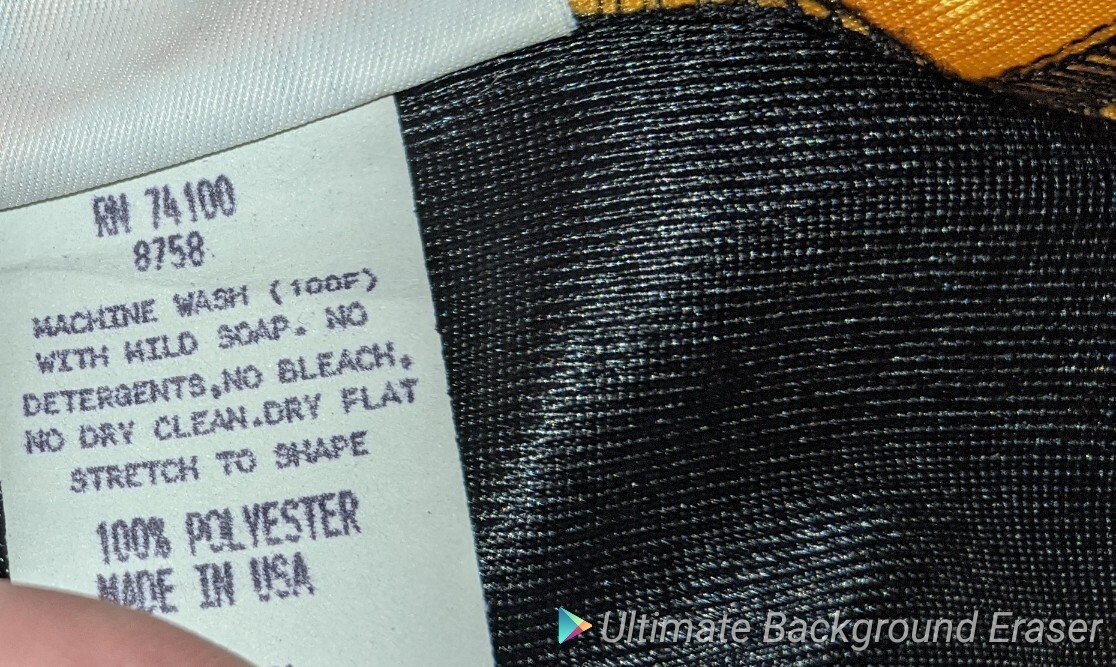 RN 74100
8758
MACHINE WASH (100F)
WITH MILD SOAP. NO
DETERGENTS,NO BLEACH,
NO DRY CLEAN.DRY FLAT
STRETCH TO SHAPE
100% POLYESTER
MADE IN USA
Ultimate Background Eraser